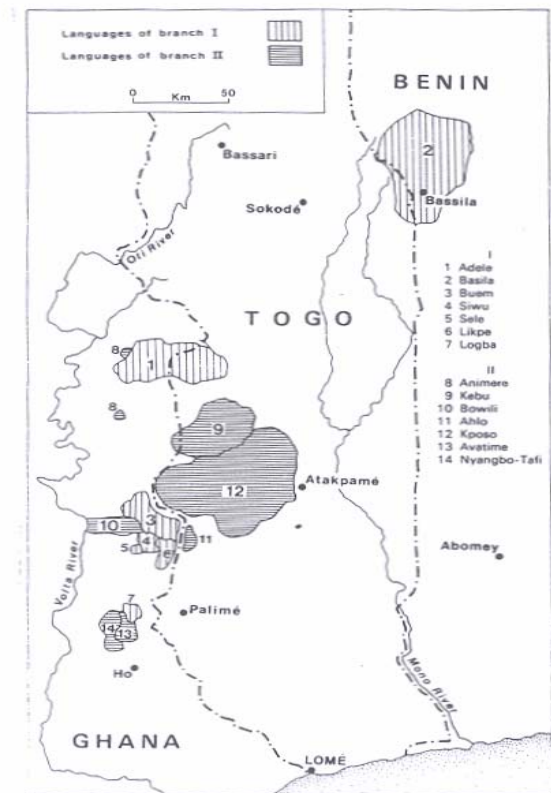 Languages of branch I
Languages of branch II
0 50
Km
BENIN
Bassari
2
Bassila
Sokodé
Oti River
I
1 Adele
2 Basila
3 Buem
4 Siwu
5 Sele
6 Likpe
7 Logba
TOGO
8
1
II
8 Animere
9 Kebu
10 Bowili
11 Ahlo
12 Kposo
13 Avatime
14 Nyangbo-Tafi
8
9
12
Atakpamé
3
10
4
11
5
6
Abomey
Volta River
7
Palimé
14
13
Ho
Mono River
GHANA
LOMÉ